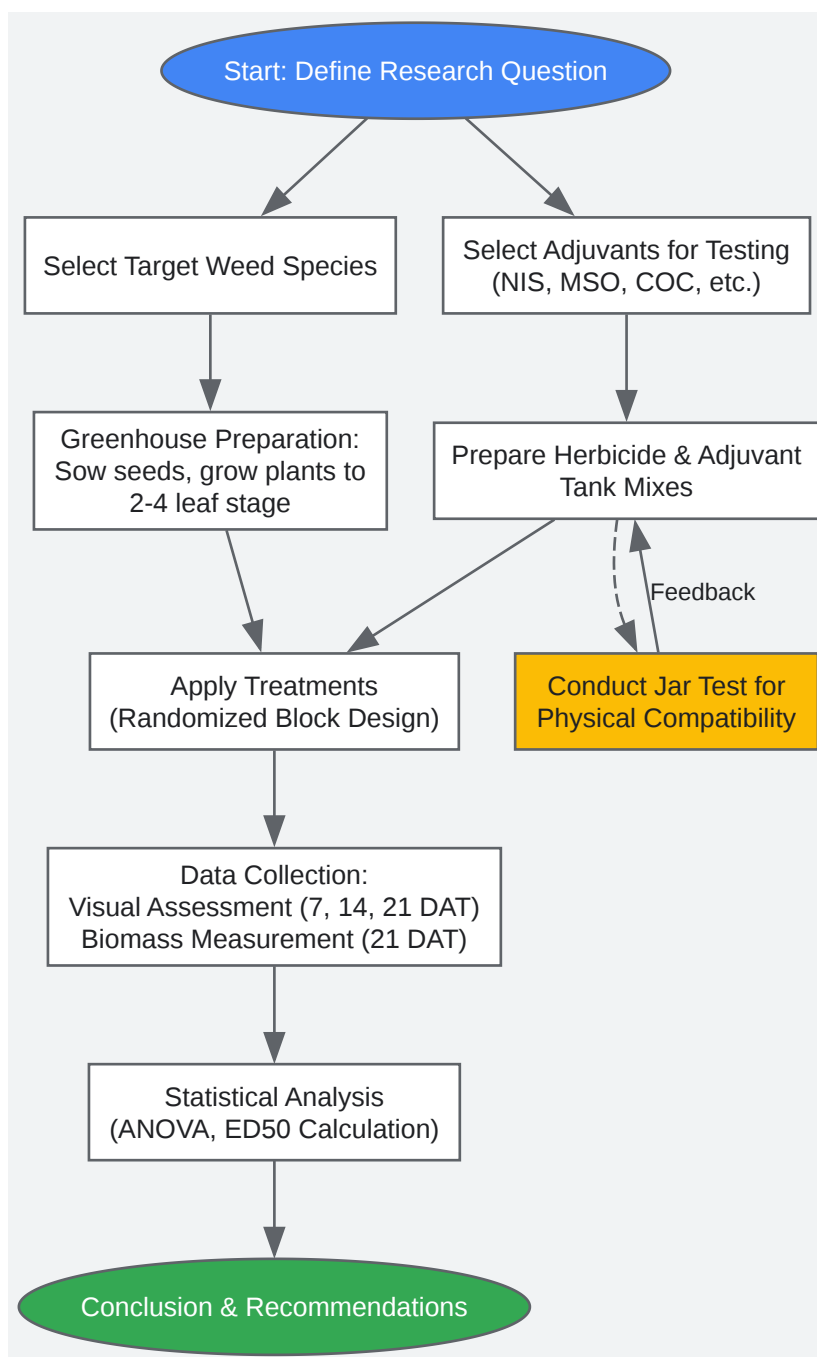 Start: Define Research Question
Select Target Weed Species
Select Adjuvants for Testing
(NIS, MSO, COC, etc.)
Greenhouse Preparation:
Sow seeds, grow plants to
2-4 leaf stage
Prepare Herbicide & Adjuvant
Tank Mixes
Feedback
Apply Treatments
(Randomized Block Design)
Conduct Jar Test for
Physical Compatibility
Data Collection:
Visual Assessment (7, 14, 21 DAT)
Biomass Measurement (21 DAT)
Statistical Analysis
(ANOVA, ED50 Calculation)
Conclusion & Recommendations